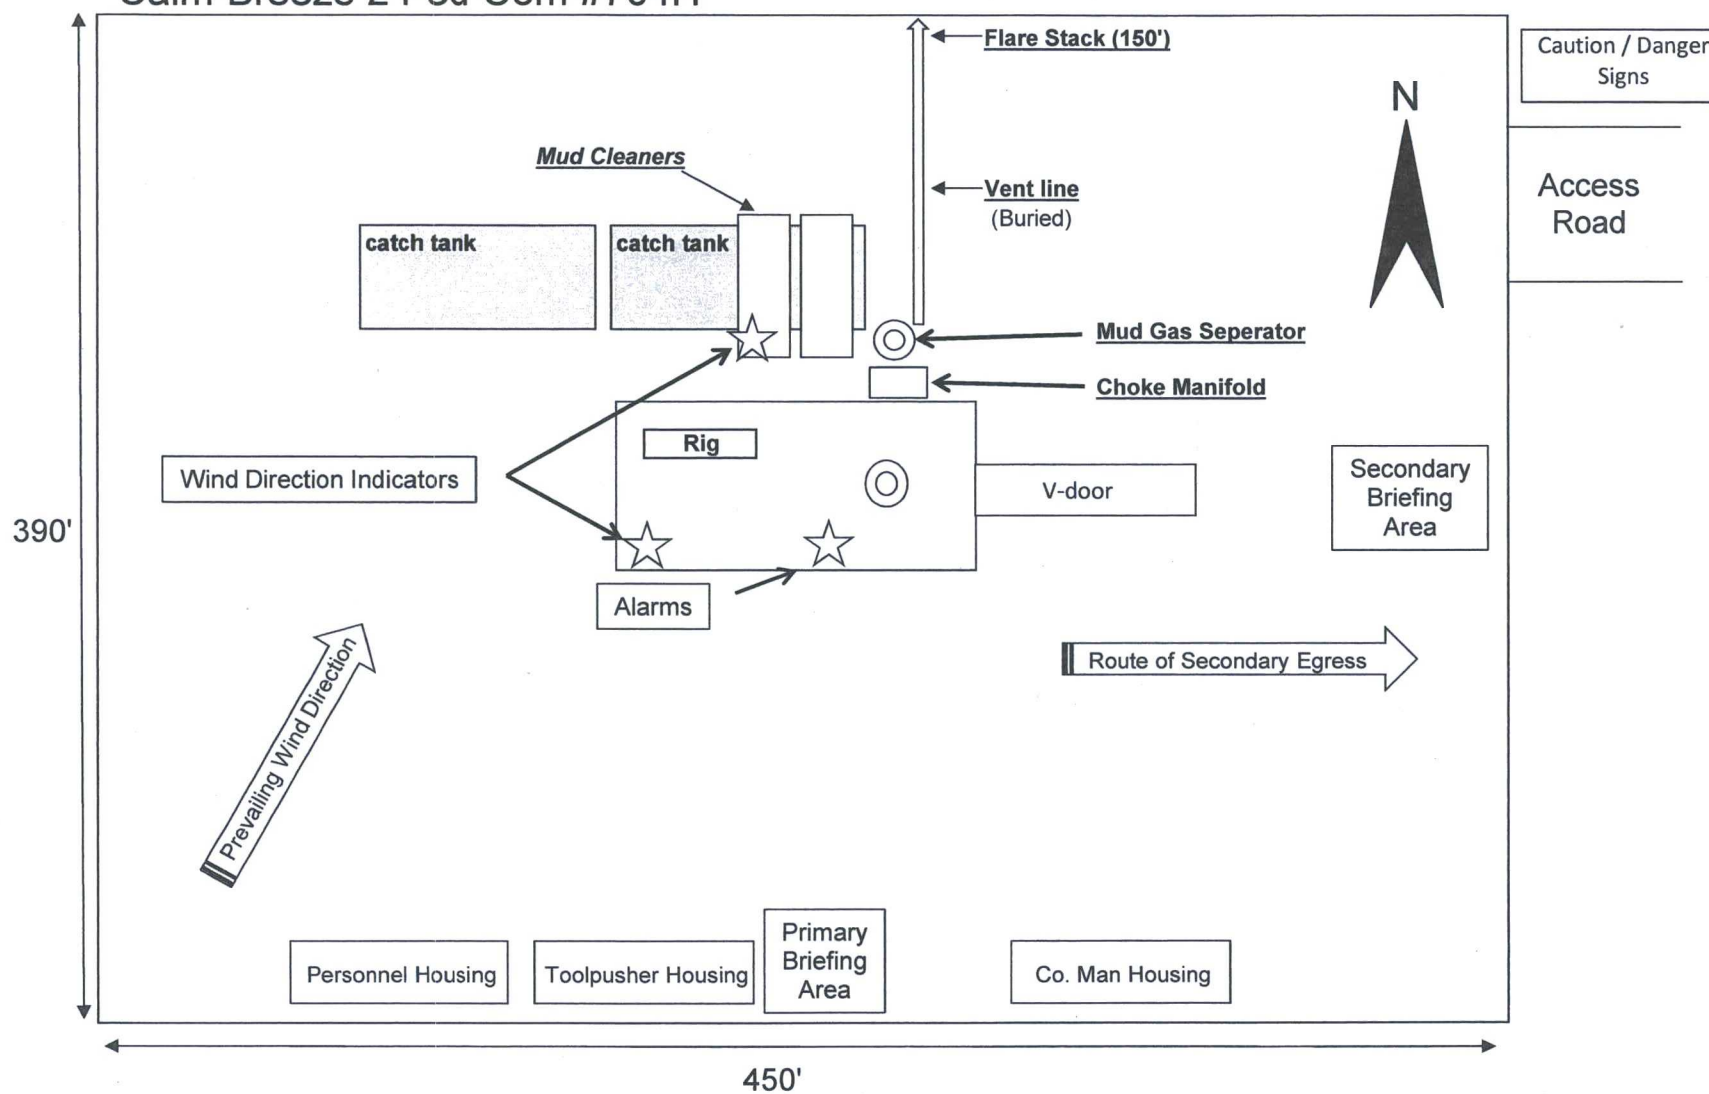 Flare Stack (150')
Caution / Danger
Signs
N
Mud Cleaners
Vent line
(Buried)
Access
Road
catch tank
catch tank
Mud Gas Seperator
Choke Manifold
Rig
Wind Direction Indicators
V-door
Secondary
Briefing
Area
390'
Alarms
Route of Secondary Egress
Prevailing Wind Direction
Primary
Briefing
Area
Personnel Housing
Toolpusher Housing
Co. Man Housing
450'